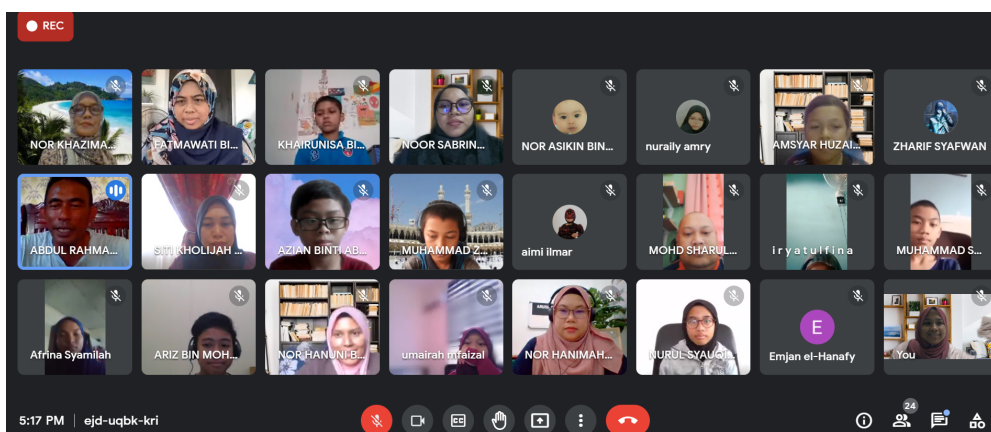 REC
NOR KHAZIMA...
FATMAWATI BI...
KHAIRUNISA BI...
NOOR SABRIN...
NOR ASIKIN BIN...
nuraily amry
AMSYAR HUZAI...
ZHARIF SYAFWAN
ABDUL RAHMA...
SITI KHOLIJAH ...
AZIAN BINTI AB...
MUHAMMAD Z...
aimi ilmar
MOHD SHARUL...
i r y a t u l f i n a
MUHAMMAD S...
Afrina Syamilah
ARIZ BIN MOH...
NOR HANUNI B...
umairah mfaizal
NOR HANIMAH...
NURUL SYAUQI...
E
Emjan el-Hanafy
You
5:17 PM | ejd-uqbk-kri
CC
24